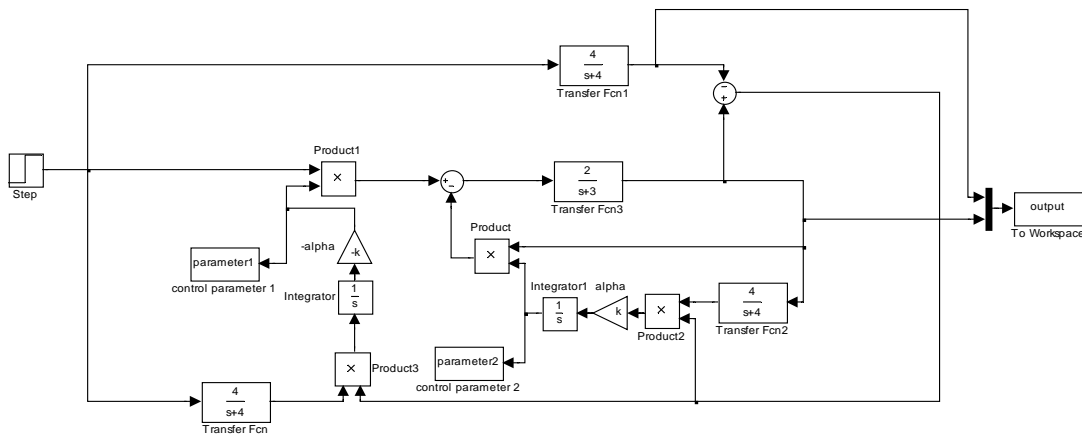 4
s+4
Transfer Fcn1
−
+
Step
Product1
×
+
−
2
s+3
Transfer Fcn3
output
To Workspace
Product
×
-alpha
-k
parameter1
control parameter 1
Integrator
1
s
Integrator1
1
s
alpha
k
×
Product2
4
s+4
Transfer Fcn2
parameter2
control parameter 2
×
Product3
4
s+4
Transfer Fcn